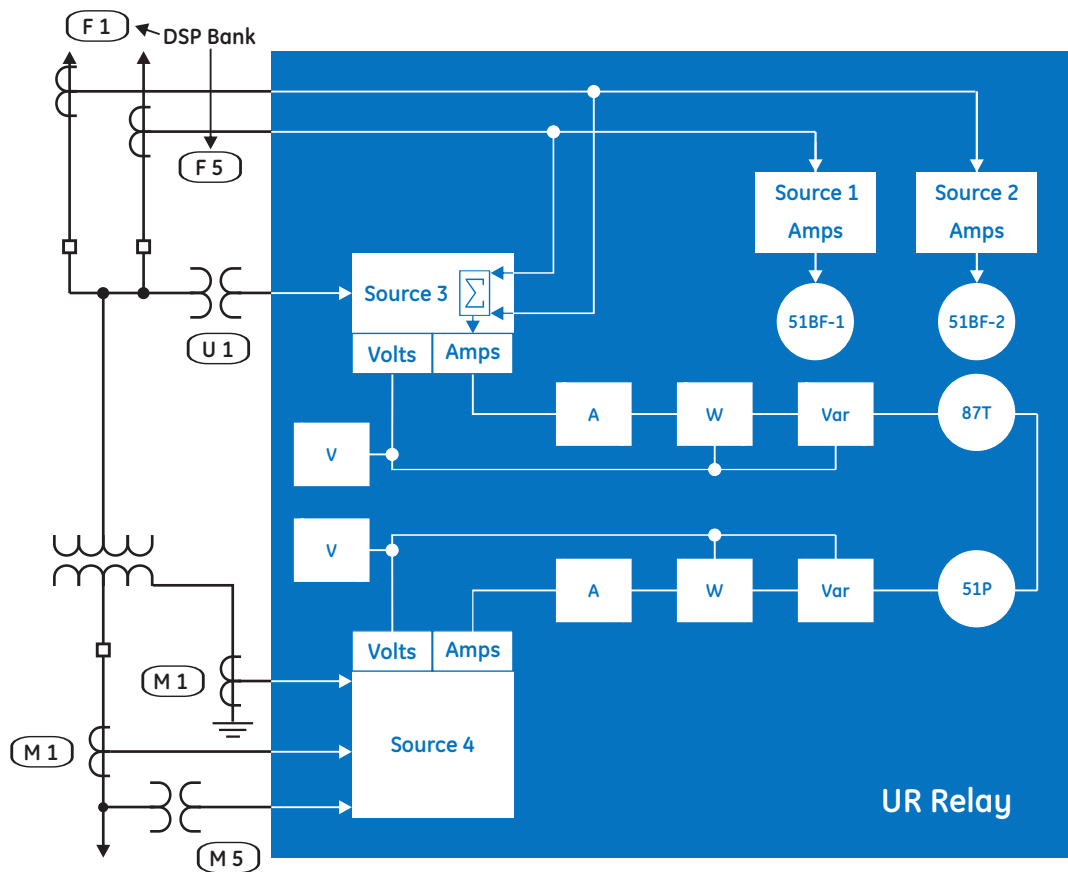 F 1
DSP Bank
F 5
Source 1
Amps
Source 2
Amps
Source 3
Σ
51BF-1
51BF-2
U 1
Volts
Amps
A
W
Var
87T
V
V
A
W
Var
51P
Volts
Amps
M 1
M 1
Source 4
UR Relay
M 5